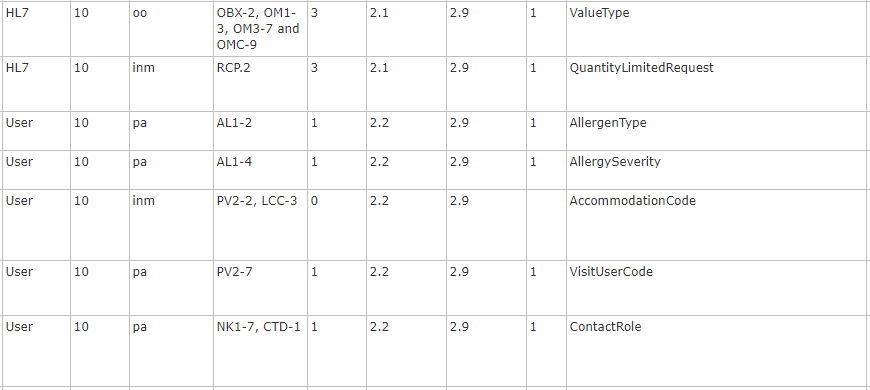 HL7 10 oo OBX-2, OM1- 3 2.1 2.9 1 ValueType
3, OM3-7 and
OMC-9
HL7 10 inm RCP.2 3 2.1 2.9 1 QuantityLimitedRequest
User 10 pa AL1-2 1 2.2 2.9 1 AllergenType
User 10 pa AL1-4 1 2.2 2.9 1 AllergySeverity
User 10 inm PV2-2, LCC-3 0 2.2 2.9 AccommodationCode
User 10 pa PV2-7 1 2.2 2.9 1 VisitUserCode
User 10 pa NK1-7, CTD-1 1 2.2 2.9 1 ContactRole